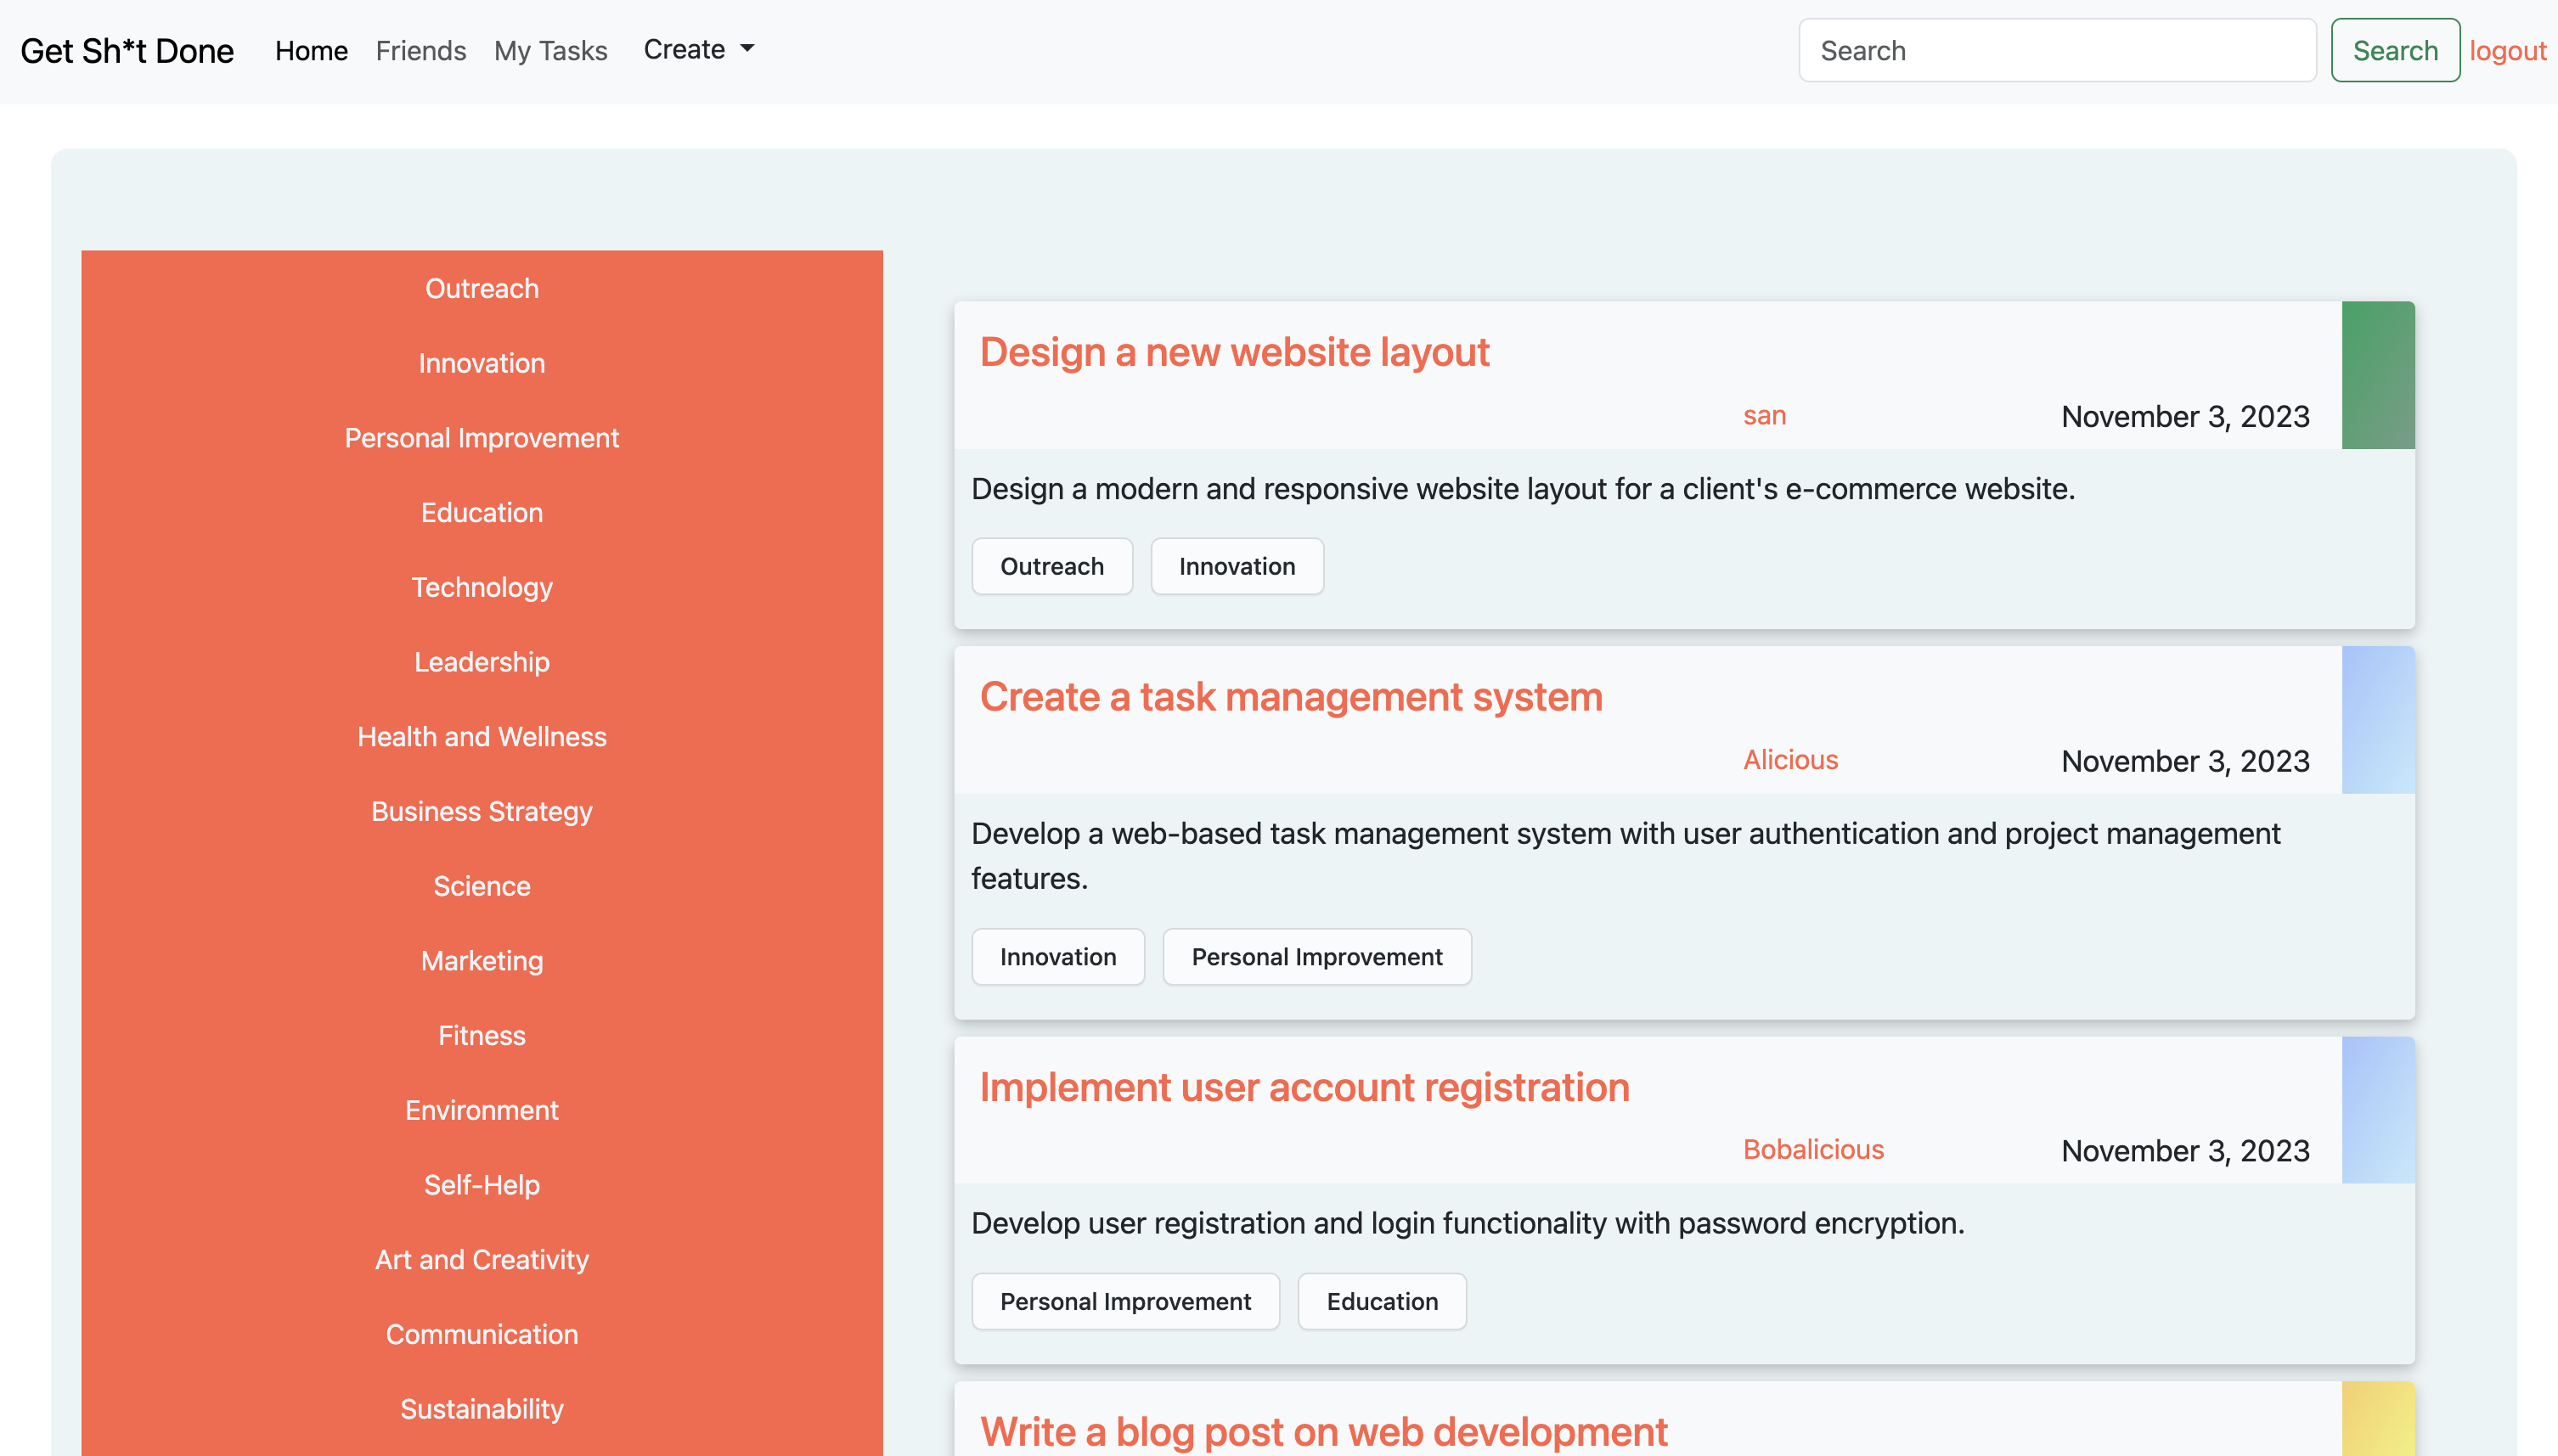 Get Sh*t Done Home Friends My Tasks Create Search Search logout
Outreach
Innovation
Personal Improvement
Education
Technology
Leadership
Health and Wellness
Business Strategy
Science
Marketing
Fitness
Environment
Self-Help
Art and Creativity
Communication
Sustainability
Design a new website layout
san November 3, 2023
Design a modern and responsive website layout for a client's e-commerce website.
Outreach Innovation
Create a task management system
Alicious November 3, 2023
Develop a web-based task management system with user authentication and project management
features.
Innovation Personal Improvement
Implement user account registration
Bobalicious November 3, 2023
Develop user registration and login functionality with password encryption.
Personal Improvement Education
Write a blog post on web development